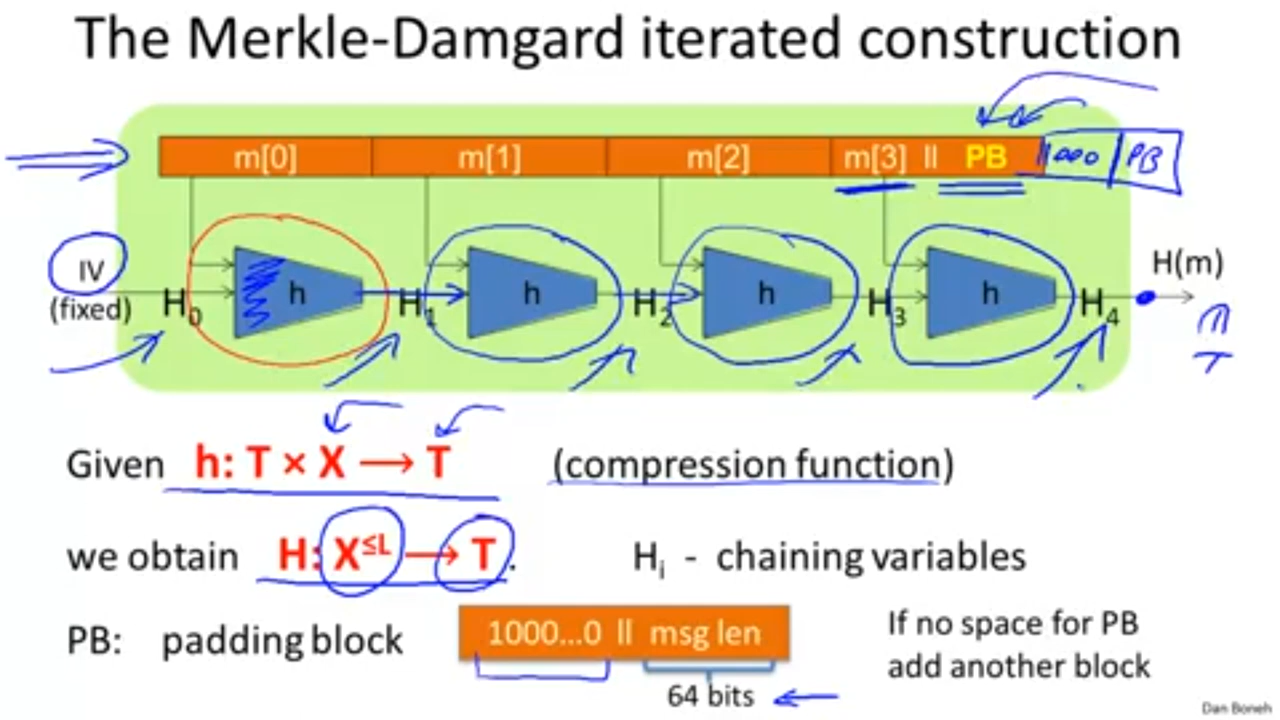 The Merkle-Damgard iterated construction
m[0] m[1] m[2] m[3] ll PB 1000 PB
IV
(fixed)
H0 h H1 h H2 h H3 h H4 H(m)
T
Given h: T × X ⟶ T (compression function)
we obtain H: X≤L ⟶ T. Hi - chaining variables
PB: padding block 1000...0 ll msg len If no space for PB
add another block
64 bits
Dan Boneh